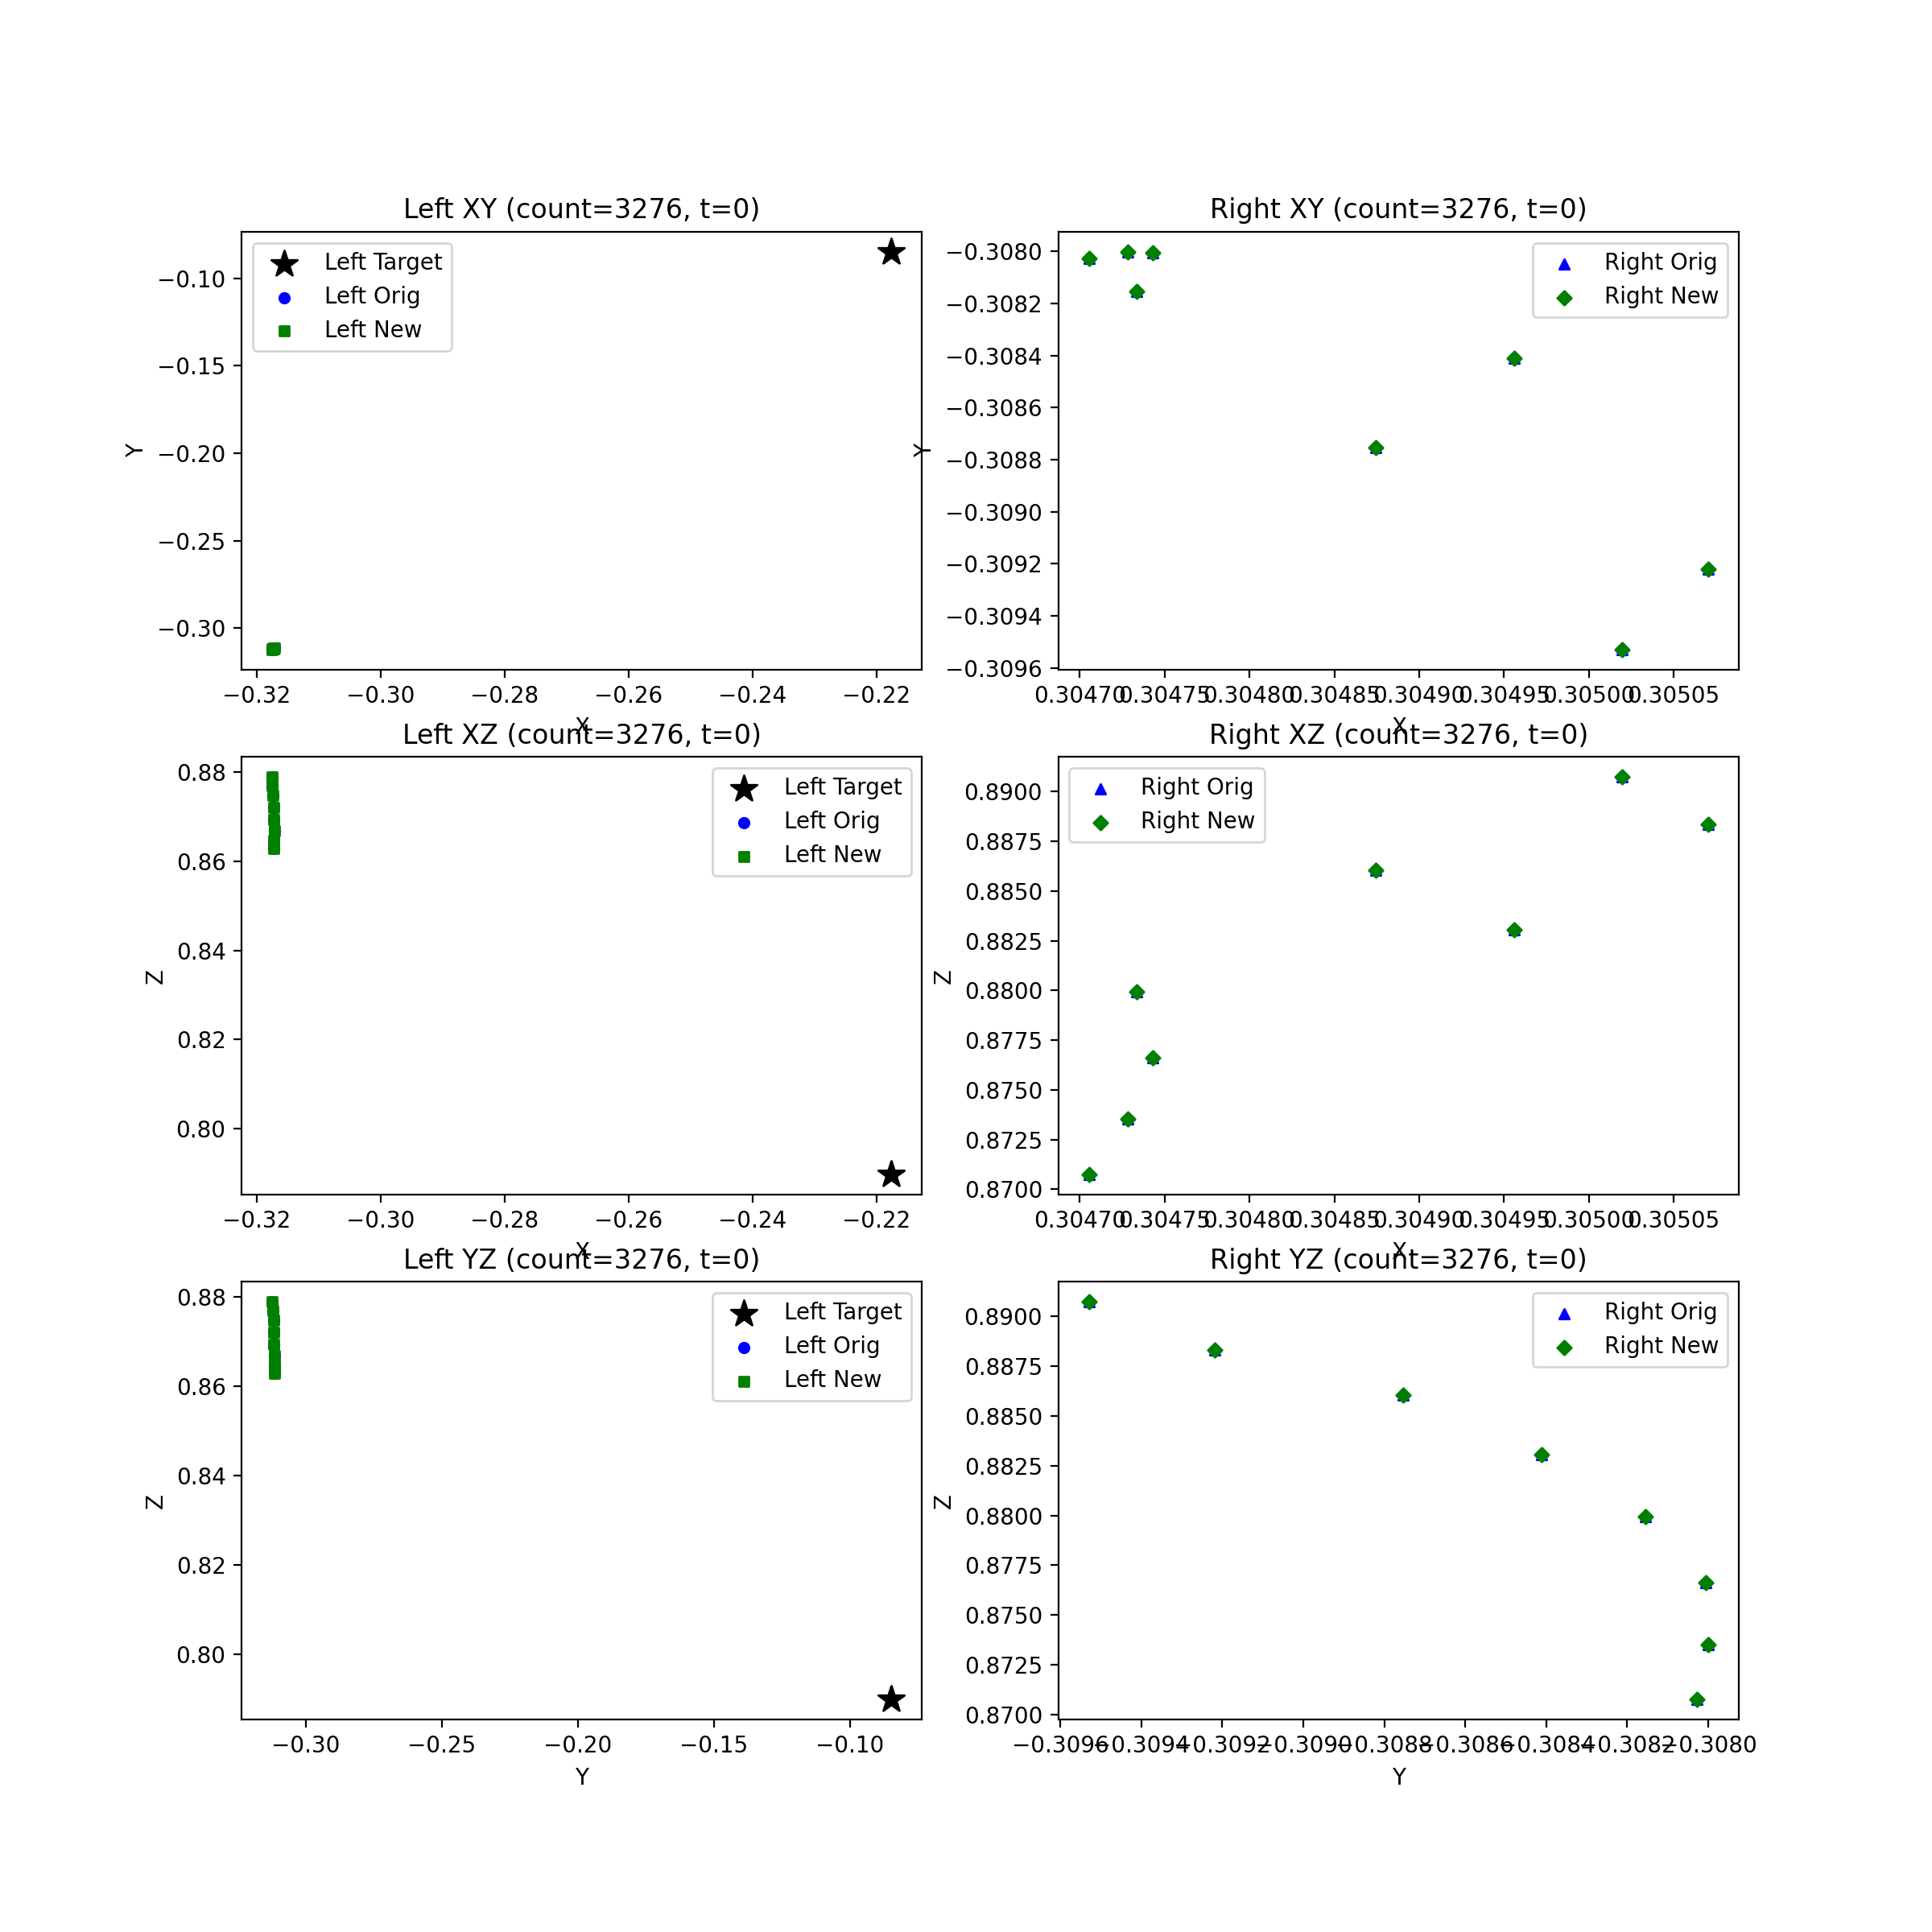 Left XY (count=3276, t=0)
Left Target
Left Orig
Left New
−0.10
−0.15
−0.20
−0.25
−0.30
Y
−0.32 −0.30 −0.28 −0.26 −0.24 −0.22
X
Right XY (count=3276, t=0)
Right Orig
Right New
−0.3080
−0.3082
−0.3084
−0.3086
−0.3088
−0.3090
−0.3092
−0.3094
−0.3096
Y
0.30470 0.30475 0.30480 0.30485 0.30490 0.30495 0.30500 0.30505
X
Left XZ (count=3276, t=0)
Left Target
Left Orig
Left New
0.88
0.86
0.84
0.82
0.80
Z
−0.32 −0.30 −0.28 −0.26 −0.24 −0.22
X
Right XZ (count=3276, t=0)
Right Orig
Right New
0.8900
0.8875
0.8850
0.8825
0.8800
0.8775
0.8750
0.8725
0.8700
Z
0.30470 0.30475 0.30480 0.30485 0.30490 0.30495 0.30500 0.30505
X
Left YZ (count=3276, t=0)
Left Target
Left Orig
Left New
0.88
0.86
0.84
0.82
0.80
Z
−0.30 −0.25 −0.20 −0.15 −0.10
Y
Right YZ (count=3276, t=0)
Right Orig
Right New
0.8900
0.8875
0.8850
0.8825
0.8800
0.8775
0.8750
0.8725
0.8700
Z
−0.3096 −0.3094 −0.3092 −0.3090 −0.3088 −0.3086 −0.3084 −0.3082 −0.3080
Y